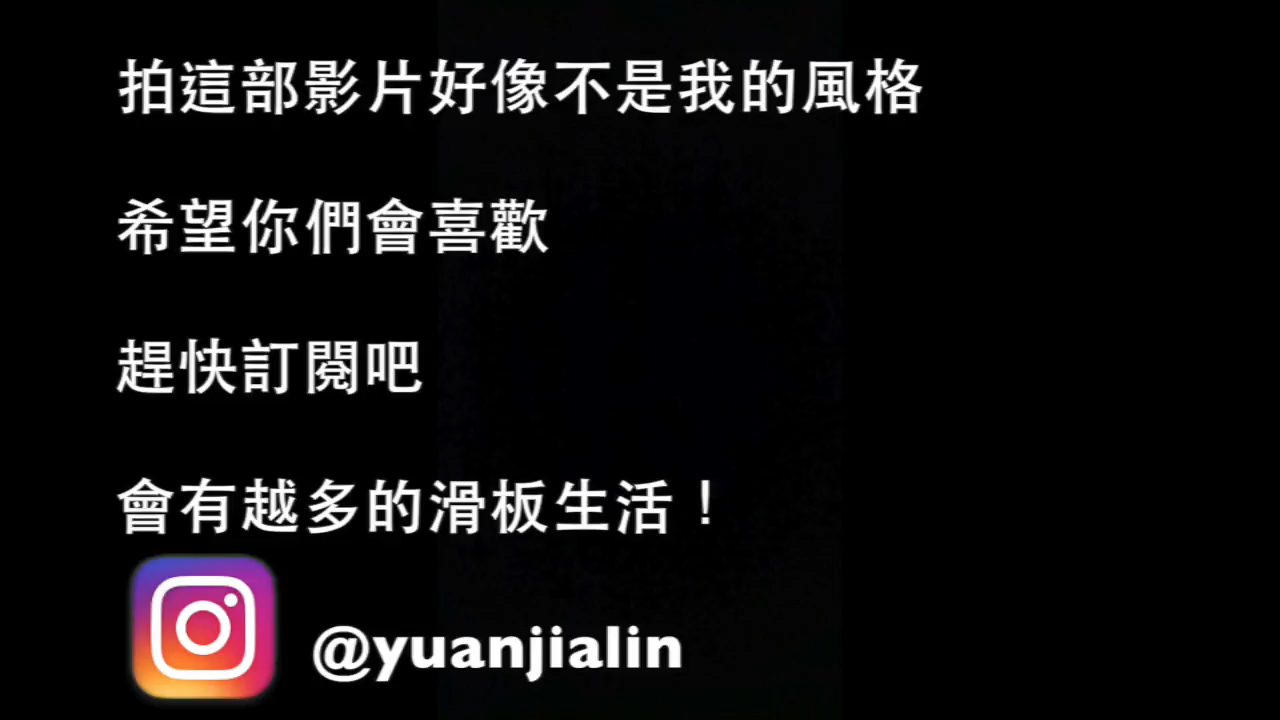 拍這部影片好像不是我的風格
希望你們會喜歡
趕快訂閱吧
會有越多的滑板生活！
@yuanjialin